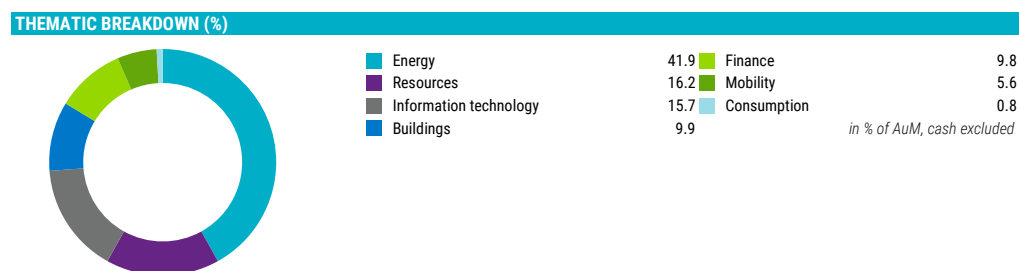 THEMATIC BREAKDOWN (%)
Energy 41.9 Finance 9.8
Resources 16.2 Mobility 5.6
Information technology 15.7 Consumption 0.8
Buildings 9.9 in % of AuM, cash excluded